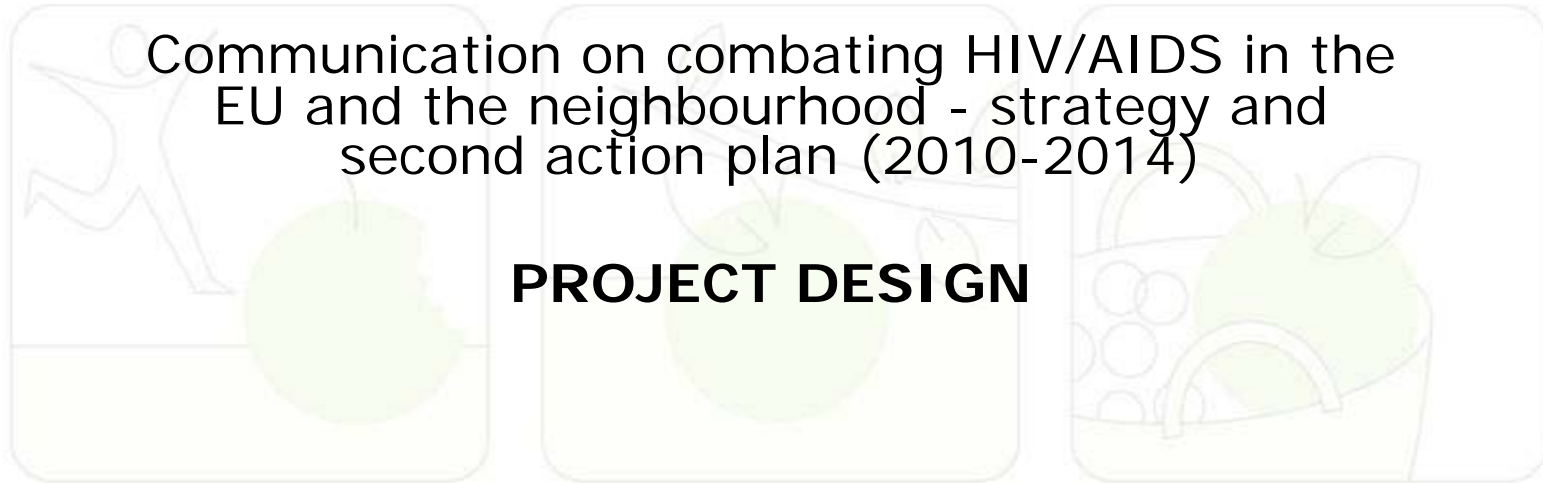 Communication on combating HIV/AIDS in the
EU and the neighbourhood - strategy and
second action plan (2010-2014)
PROJECT DESIGN